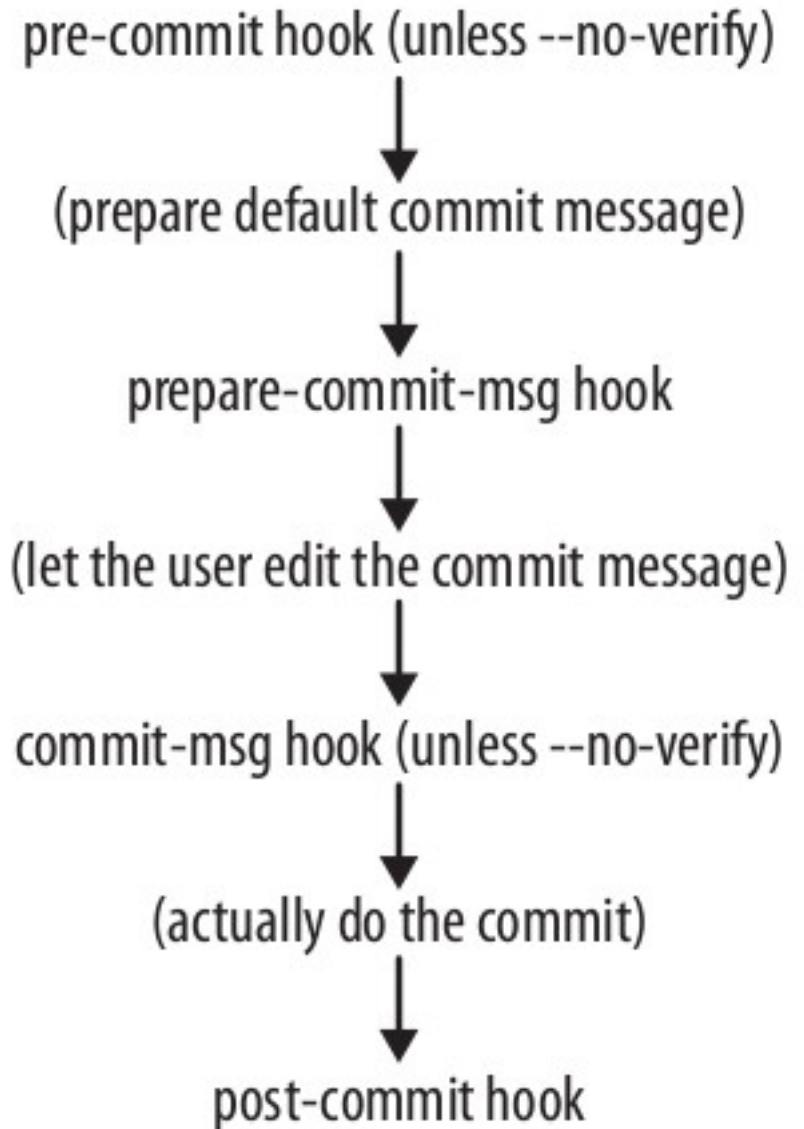 pre-commit hook (unless --no-verify)
(prepare default commit message)
prepare-commit-msg hook
(let the user edit the commit message)
commit-msg hook (unless --no-verify)
(actually do the commit)
post-commit hook